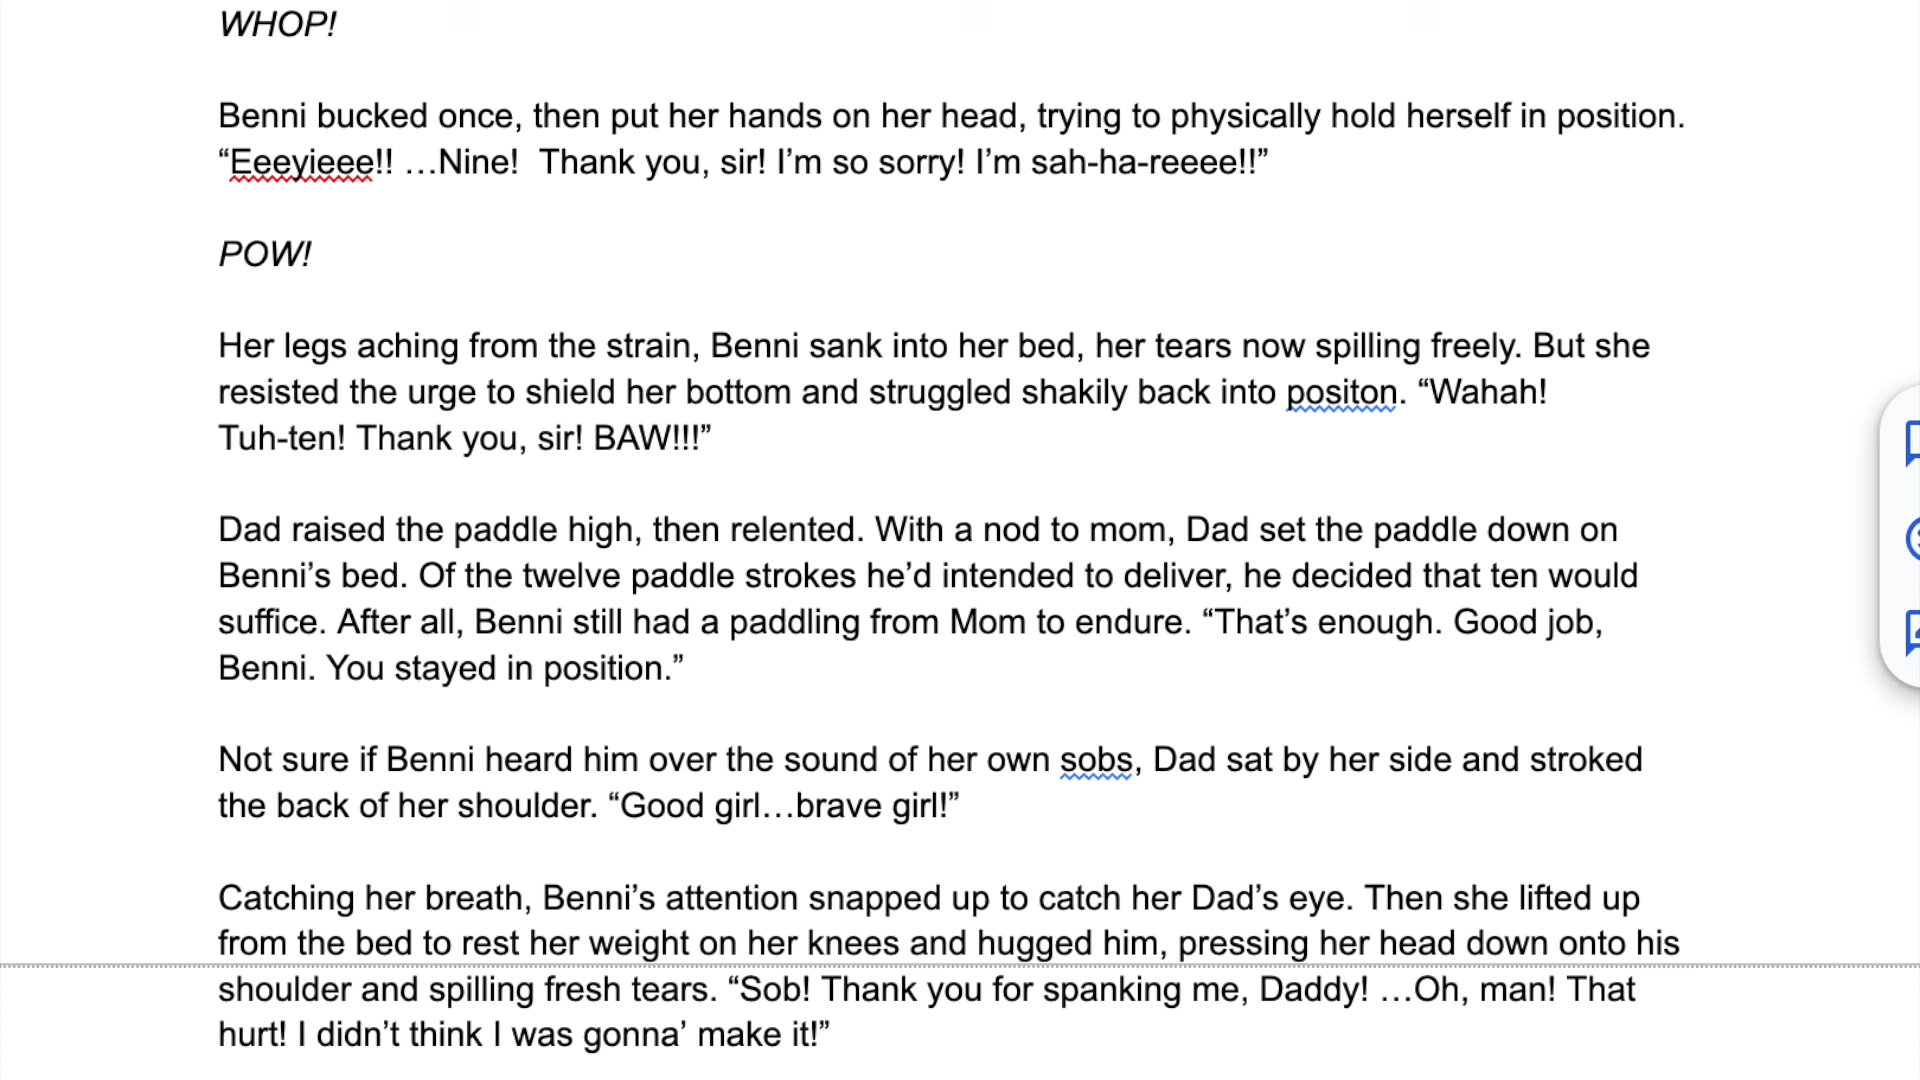 WHOP!
Benni bucked once, then put her hands on her head, trying to physically hold herself in position.
“Eeeyieee!! …Nine!  Thank you, sir! I’m so sorry! I’m sah-ha-reeee!!”
POW!
Her legs aching from the strain, Benni sank into her bed, her tears now spilling freely. But she
resisted the urge to shield her bottom and struggled shakily back into positon. “Wahah!
Tuh-ten! Thank you, sir! BAW!!!”
Dad raised the paddle high, then relented. With a nod to mom, Dad set the paddle down on
Benni’s bed. Of the twelve paddle strokes he’d intended to deliver, he decided that ten would
suffice. After all, Benni still had a paddling from Mom to endure. “That’s enough. Good job,
Benni. You stayed in position.”
Not sure if Benni heard him over the sound of her own sobs, Dad sat by her side and stroked
the back of her shoulder. “Good girl…brave girl!”
Catching her breath, Benni’s attention snapped up to catch her Dad’s eye. Then she lifted up
from the bed to rest her weight on her knees and hugged him, pressing her head down onto his
shoulder and spilling fresh tears. “Sob! Thank you for spanking me, Daddy! …Oh, man! That
hurt! I didn’t think I was gonna’ make it!”